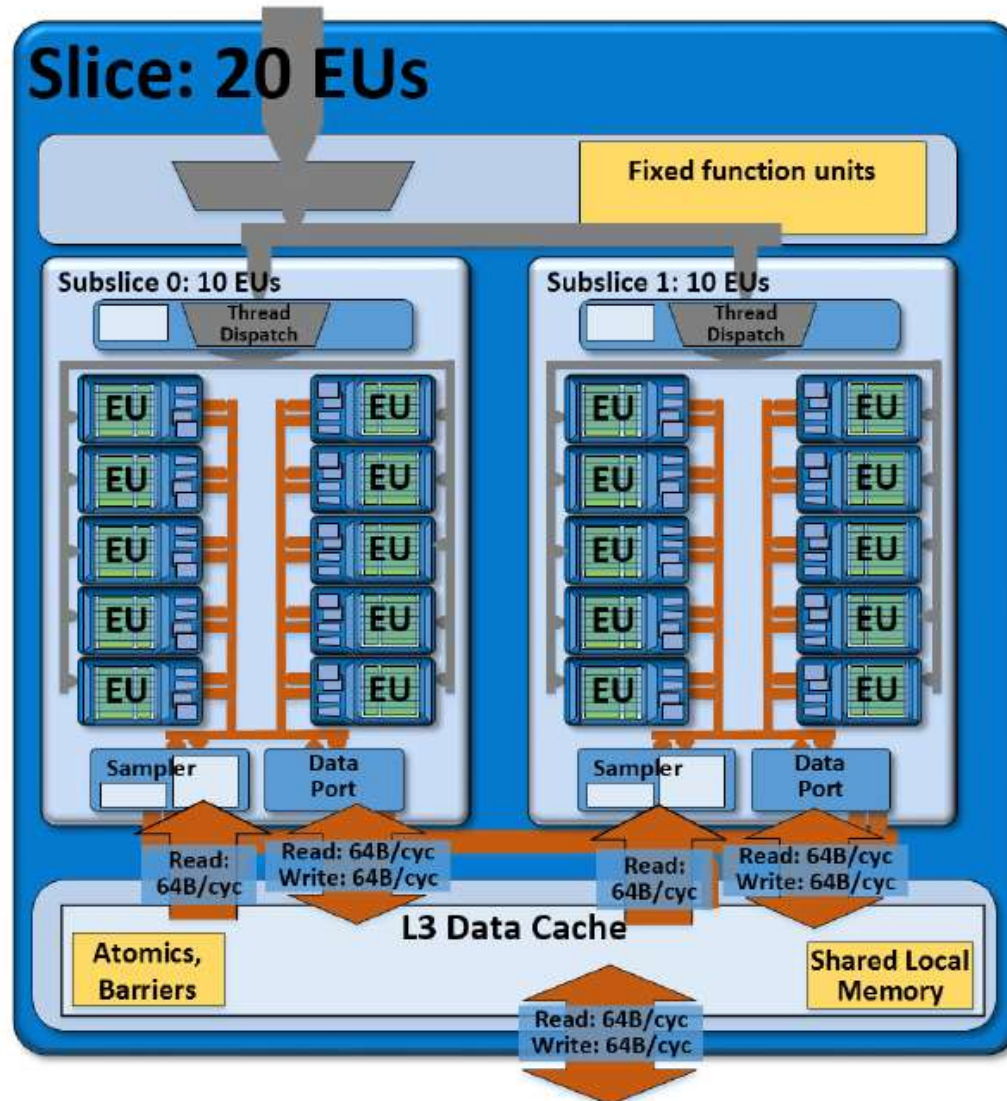 Slice: 20 EUs
Fixed function units
Subslice 0: 10 EUs
Thread
Dispatch
EU
EU
EU
EU
EU
EU
EU
EU
EU
EU
Sampler
Data
Port
Subslice 1: 10 EUs
Thread
Dispatch
EU
EU
EU
EU
EU
EU
EU
EU
EU
EU
Sampler
Data
Port
Read:
64B/cyc
Read: 64B/cyc
Write: 64B/cyc
Read:
64B/cyc
Read: 64B/cyc
Write: 64B/cyc
L3 Data Cache
Atomics,
Barriers
Shared Local
Memory
Read: 64B/cyc
Write: 64B/cyc